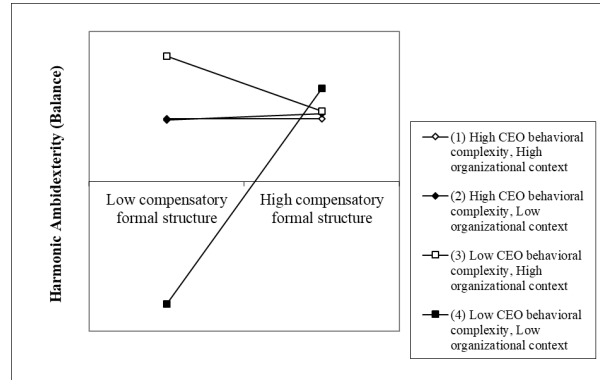 Harmonic Ambidexterity (Balance)
Low compensatory
formal structure
High compensatory
formal structure
(1) High CEO behavioral
complexity, High
organizational context
(2) High CEO behavioral
complexity, Low
organizational context
(3) Low CEO behavioral
complexity, High
organizational context
(4) Low CEO behavioral
complexity, Low
organizational context